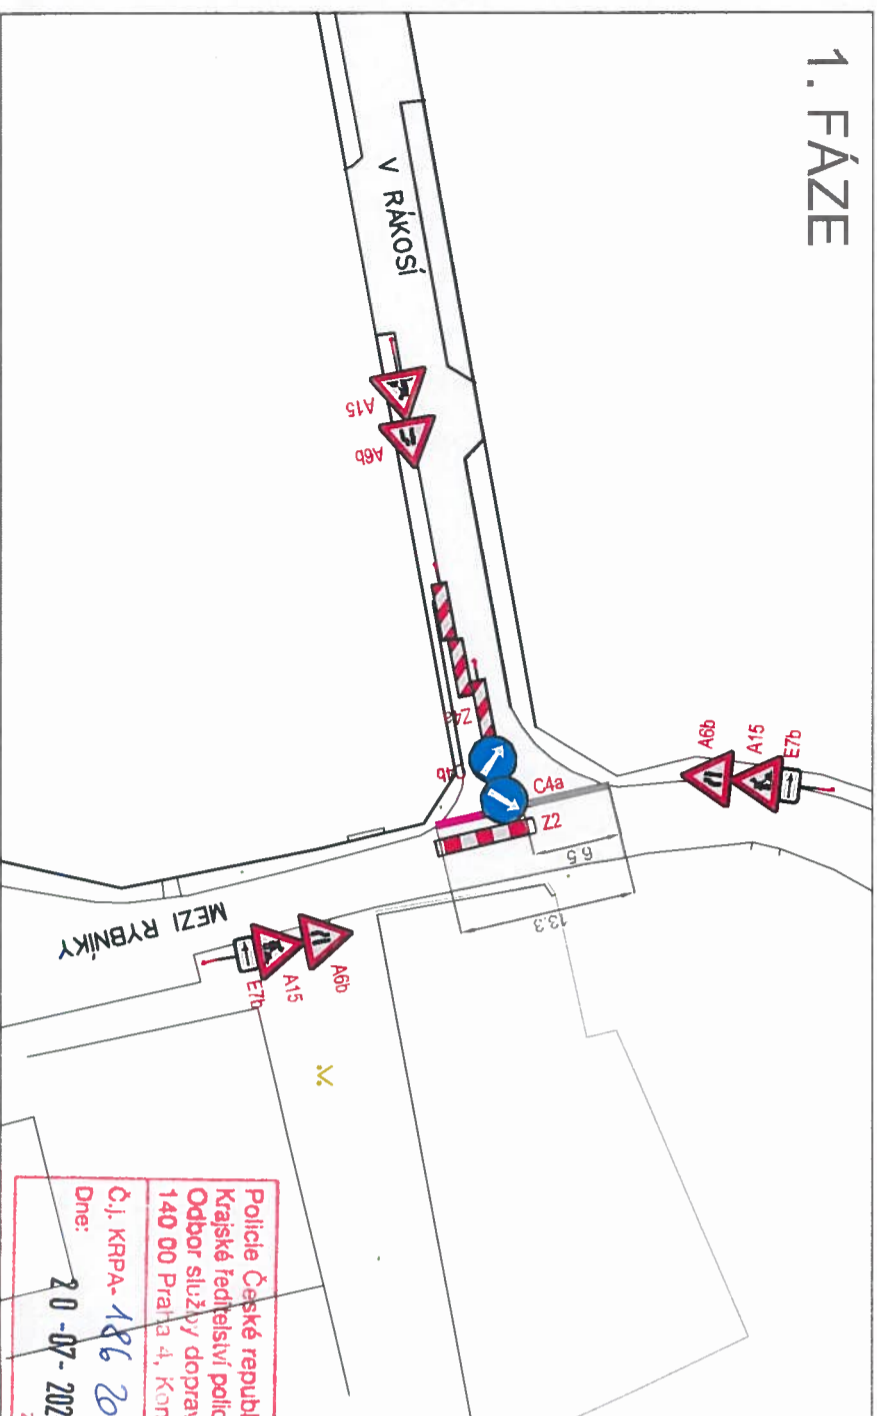 1. FÁZE
V RÁKOSÍ
A15
A6b
Z4a
C4a
Z2
6.5
13.3
A6b
A15
E7b
MEZI RYBNÍKY
E7b
A15
A6b
Policie České republ
Krajské ředitelství polic
Odbor služby doprav
140 00 Praha 4, Kon
Č.j. KRPA- 186 20
Dne:
20 -07- 202